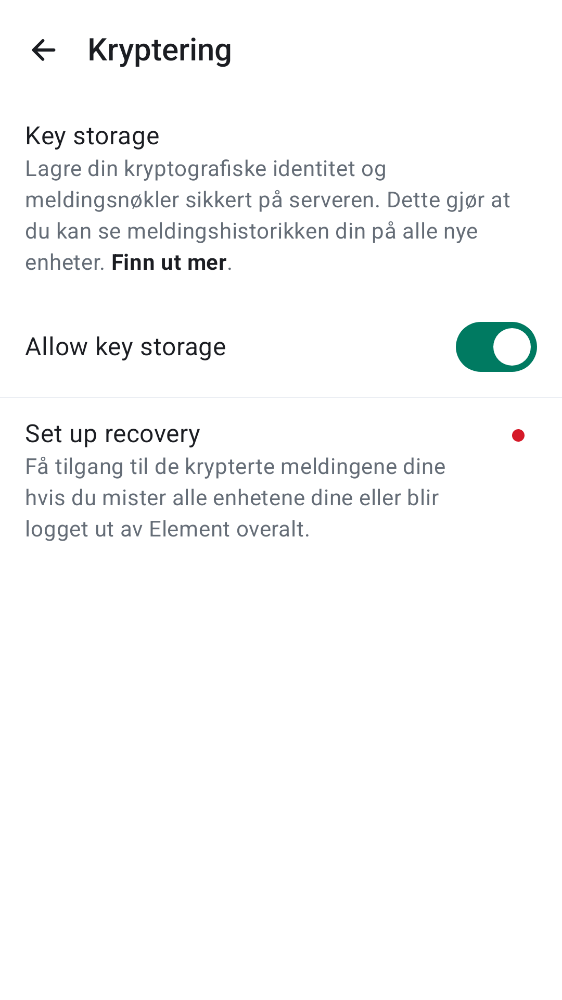 Kryptering
Key storage
Lagre din kryptografiske identitet og
meldingsnøkler sikkert på serveren. Dette gjør at
du kan se meldingshistorikken din på alle nye
enheter. Finn ut mer.
Allow key storage
Set up recovery
Få tilgang til de krypterte meldingene dine
hvis du mister alle enhetene dine eller blir
logget ut av Element overalt.